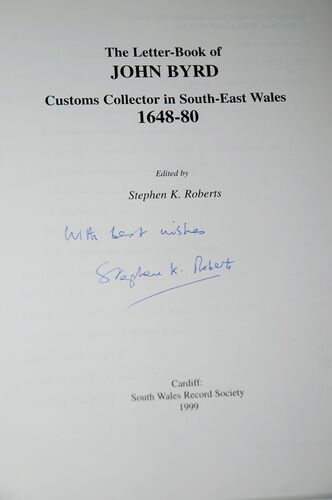 The Letter-Book of
JOHN BYRD
Customs Collector in South-East Wales
1648-80
Edited by
Stephen K. Roberts
With best wishes
Stephen K. Roberts
Cardiff:
South Wales Record Society
1999